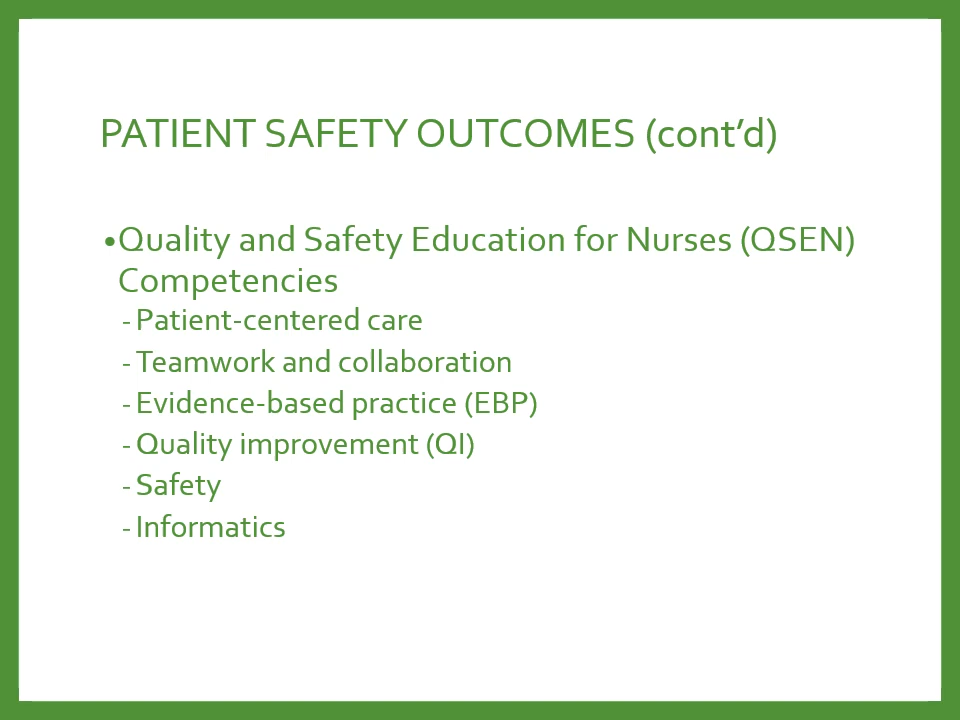 PATIENT SAFETY OUTCOMES (cont’d)
•Quality and Safety Education for Nurses (QSEN)
Competencies
- Patient-centered care
- Teamwork and collaboration
- Evidence-based practice (EBP)
- Quality improvement (QI)
- Safety
- Informatics